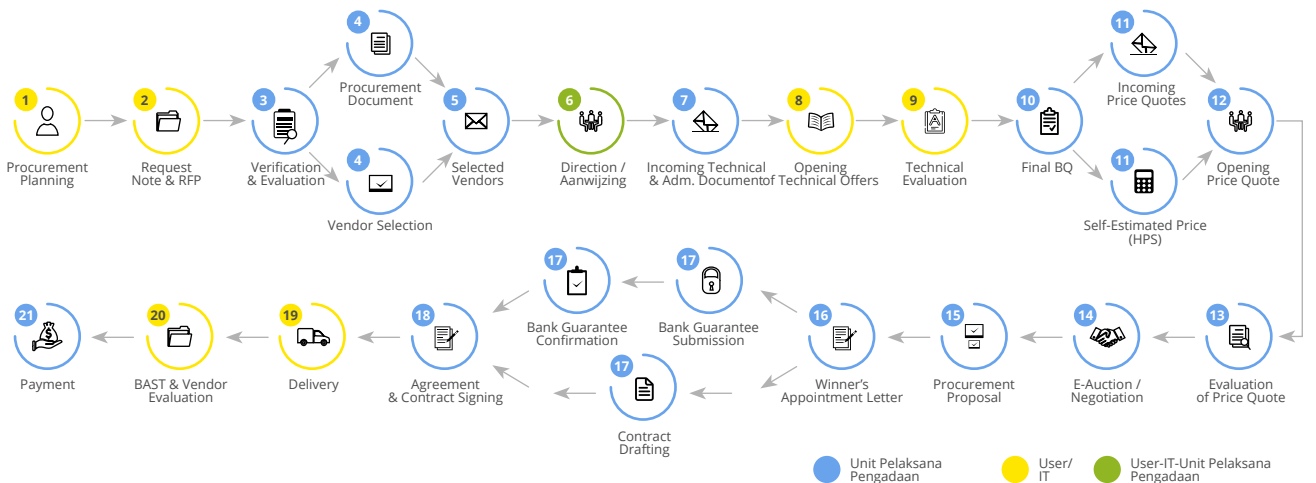 1
Procurement
Planning
2
Request
Note & RFP
3
Verification
& Evaluation
4
Procurement
Document
4
Vendor Selection
5
Selected
Vendors
6
Direction /
Aanwijzing
7
Incoming Technical
& Adm. Document
8
Opening
of Technical Offers
9
Technical
Evaluation
10
Final BQ
11
Incoming
Price Quotes
11
Self-Estimated Price
(HPS)
12
Opening
Price Quote
13
Evaluation
of Price Quote
14
E-Auction /
Negotiation
15
Procurement
Proposal
16
Winner's
Appointment Letter
17
Bank Guarantee
Submission
17
Bank Guarantee
Confirmation
17
Contract
Drafting
18
Agreement
& Contract Signing
19
Delivery
20
BAST & Vendor
Evaluation
21
Payment
Unit Pelaksana
Pengadaan
User/
IT
User-IT-Unit Pelaksana
Pengadaan